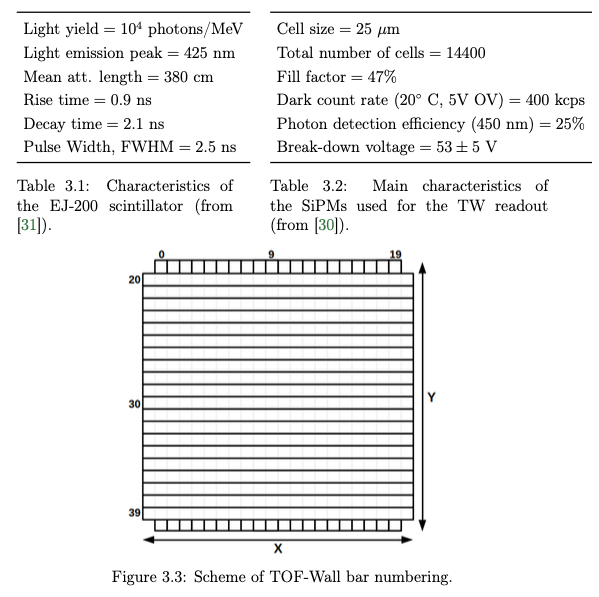 Light yield = 10⁴ photons/MeV
Light emission peak = 425 nm
Mean att. length = 380 cm
Rise time = 0.9 ns
Decay time = 2.1 ns
Pulse Width, FWHM = 2.5 ns
Table 3.1: Characteristics of
the EJ-200 scintillator (from
[31]).
Cell size = 25 μm
Total number of cells = 14400
Fill factor = 47%
Dark count rate (20° C, 5V OV) = 400 kcps
Photon detection efficiency (450 nm) = 25%
Break-down voltage = 53 ± 5 V
Table 3.2: Main characteristics of
the SiPMs used for the TW readout
(from [30]).
0 9 19
20
30
Y
39
X
Figure 3.3: Scheme of TOF-Wall bar numbering.